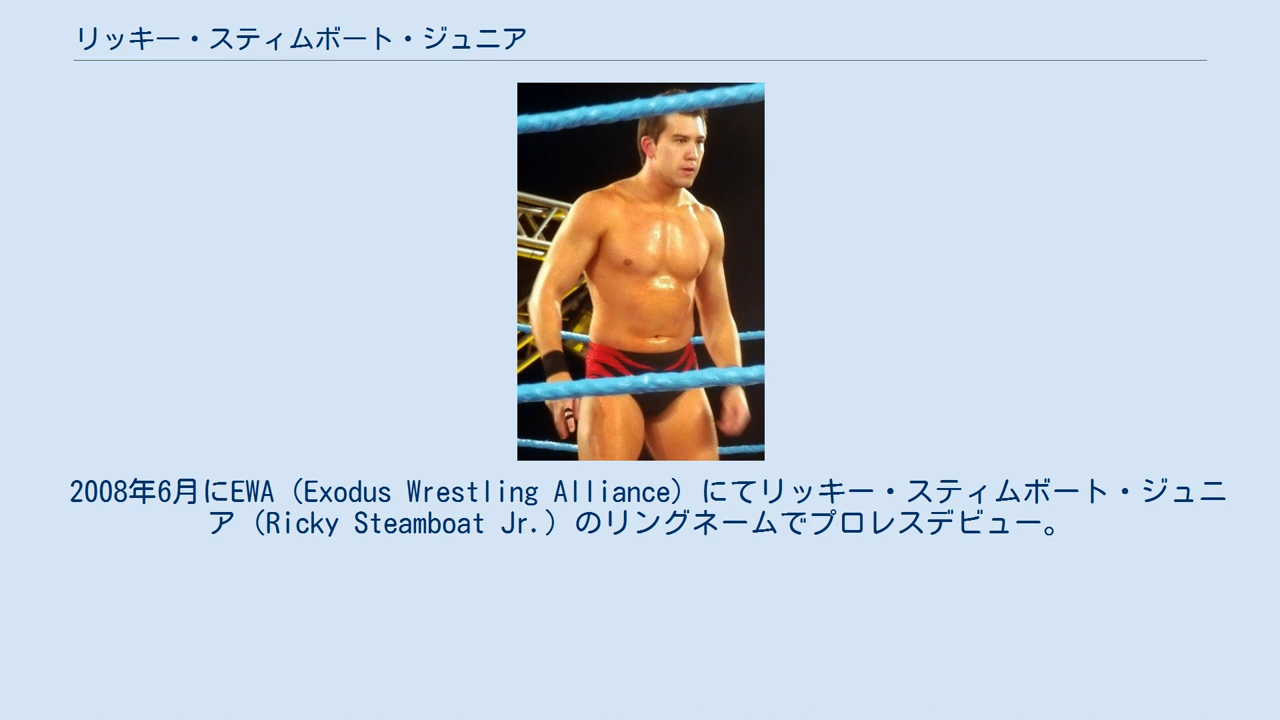 リッキー・スティムボート・ジュニア
2008年6月にEWA（Exodus Wrestling Alliance）にてリッキー・スティムボート・ジュニ
ア（Ricky Steamboat Jr.）のリングネームでプロレスデビュー。